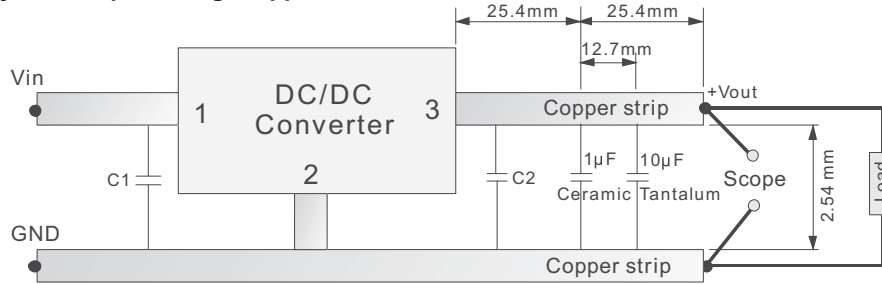 25.4mm 25.4mm
12.7mm
Vin
DC/DC
Converter
1
3
2
Copper strip
+Vout
C1
C2
1μF
10μF
Ceramic Tantalum
Scope
2.54 mm
Load
GND
Copper strip